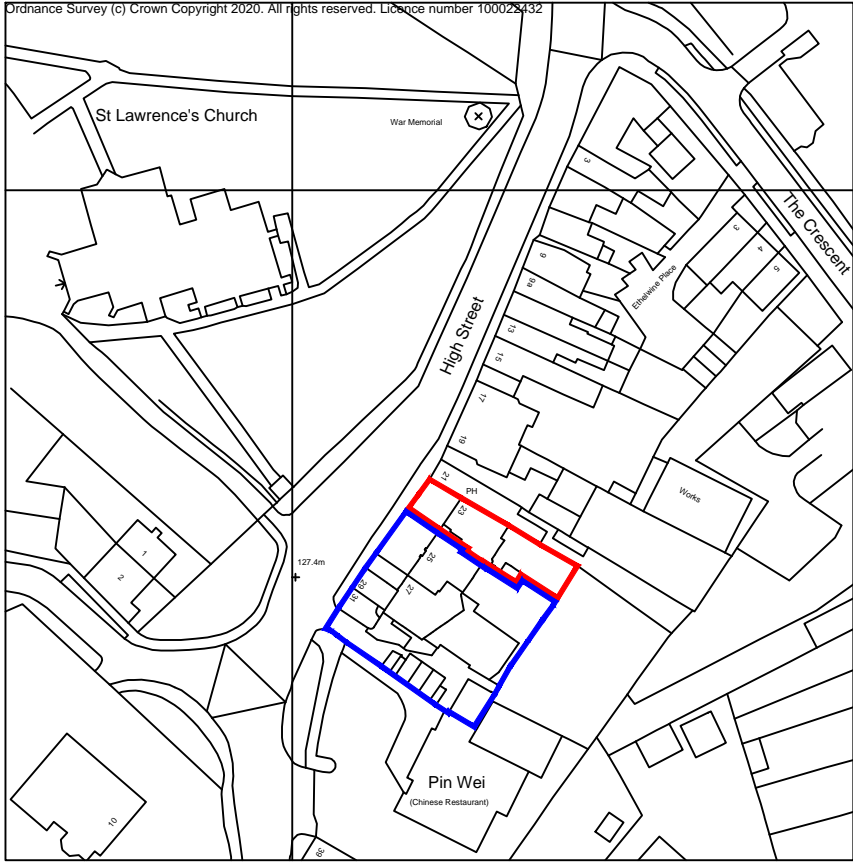 Ordnance Survey (c) Crown Copyright 2020. All rights reserved. Licence number 100022432
St Lawrence's Church
War Memorial
3
The Crescent
3
4
5
Ethelwine Place
9
9a
High Street
13
15
17
19
21
PH
23
Works
1
2
127.4m
25
27
29
31
Pin Wei
(Chinese Restaurant)
10
39